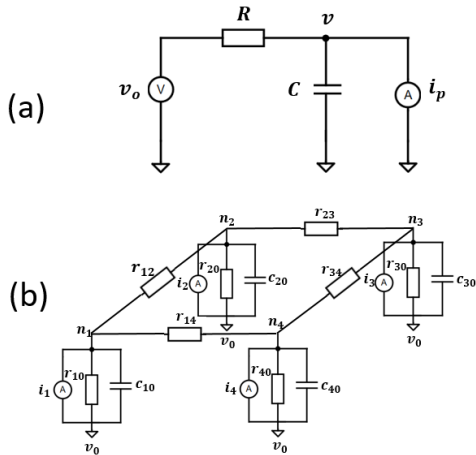 R v
(a) v_o V C A i_p
n_2 r_23 n_3
r_12 i_2 A r_20 c_20 r_34 i_3 A r_30 c_30
(b)
n_1 r_14 v_0 n_4 v_0
i_1 A r_10 c_10 i_4 A r_40 c_40
v_0 v_0